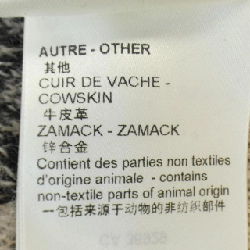 AUTRE - OTHER
其他
CUIR DE VACHE -
COWSKIN
牛皮革
ZAMACK - ZAMACK
锌合金
Contient des parties non textiles
d'origine animale - contains
non-textile parts of animal origin
一包括来源于动物的非纺织部件